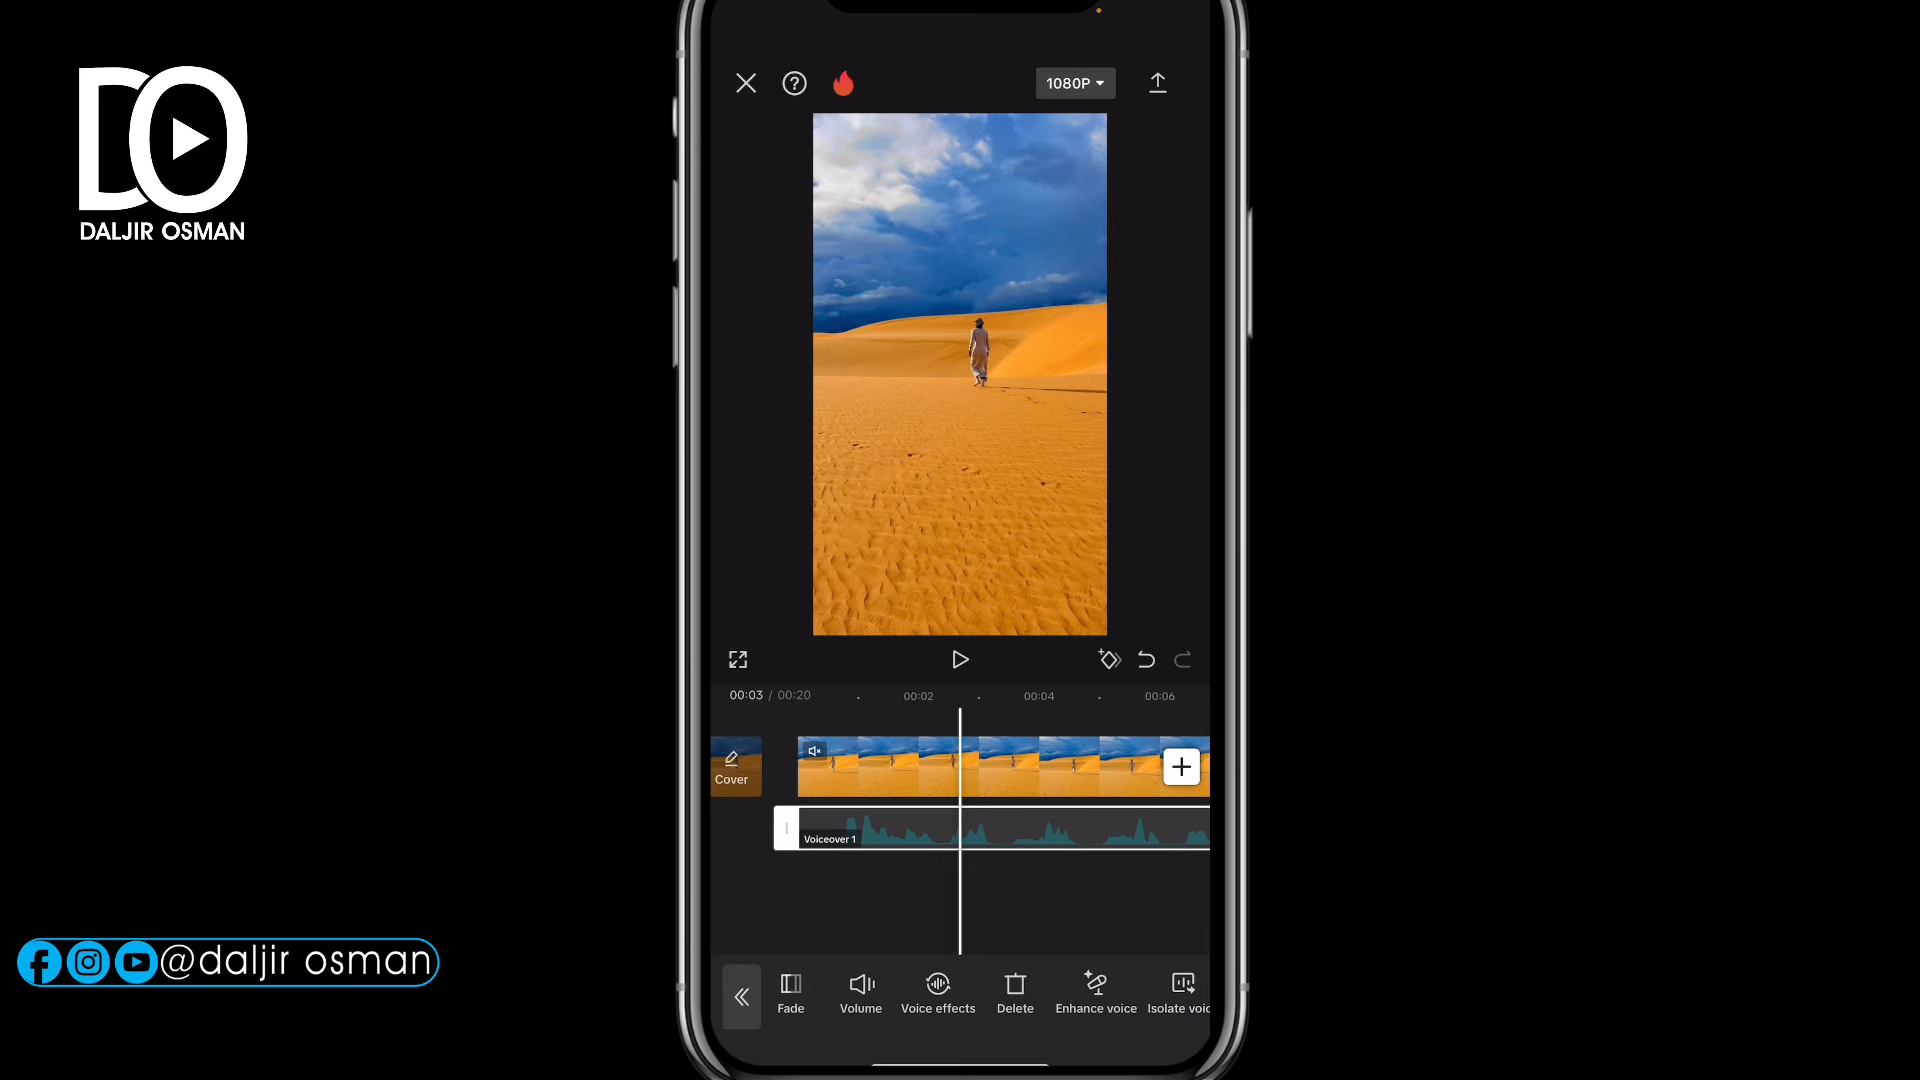 DO
DALJIR OSMAN
1080P
00:03 / 00:20
00:02
00:04
00:06
Cover
Voiceover 1
Fade
Volume
Voice effects
Delete
Enhance voice
Isolate voic
@daljir osman